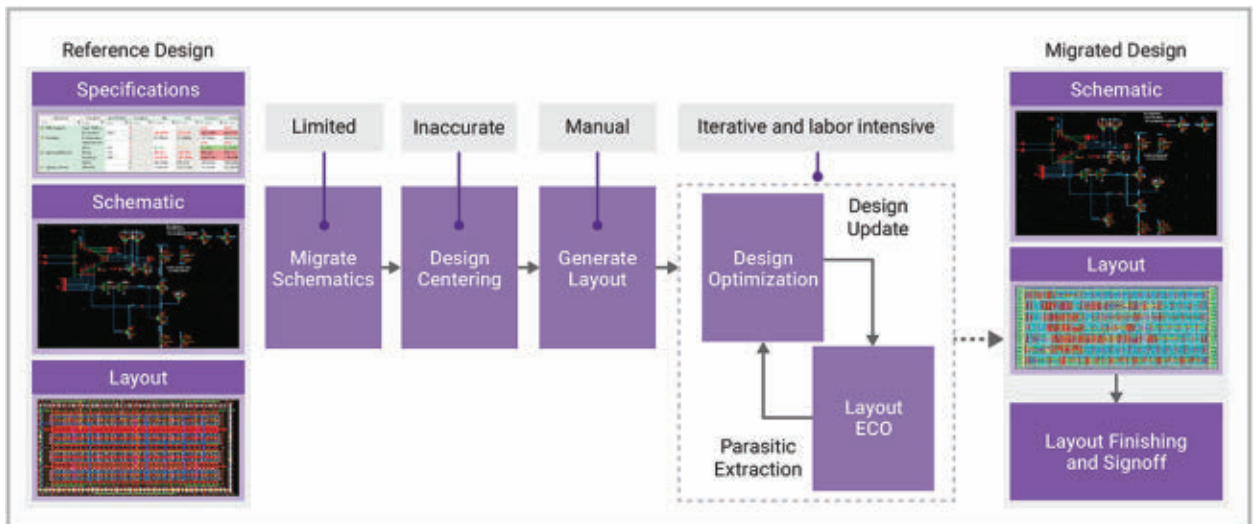 Reference Design
Specifications
Schematic
Layout
Limited
Migrate
Schematics
Inaccurate
Design
Centering
Manual
Generate
Layout
Iterative and labor intensive
Design
Update
Design
Optimization
Layout
ECO
Parasitic
Extraction
Migrated Design
Schematic
Layout
Layout Finishing
and Signoff